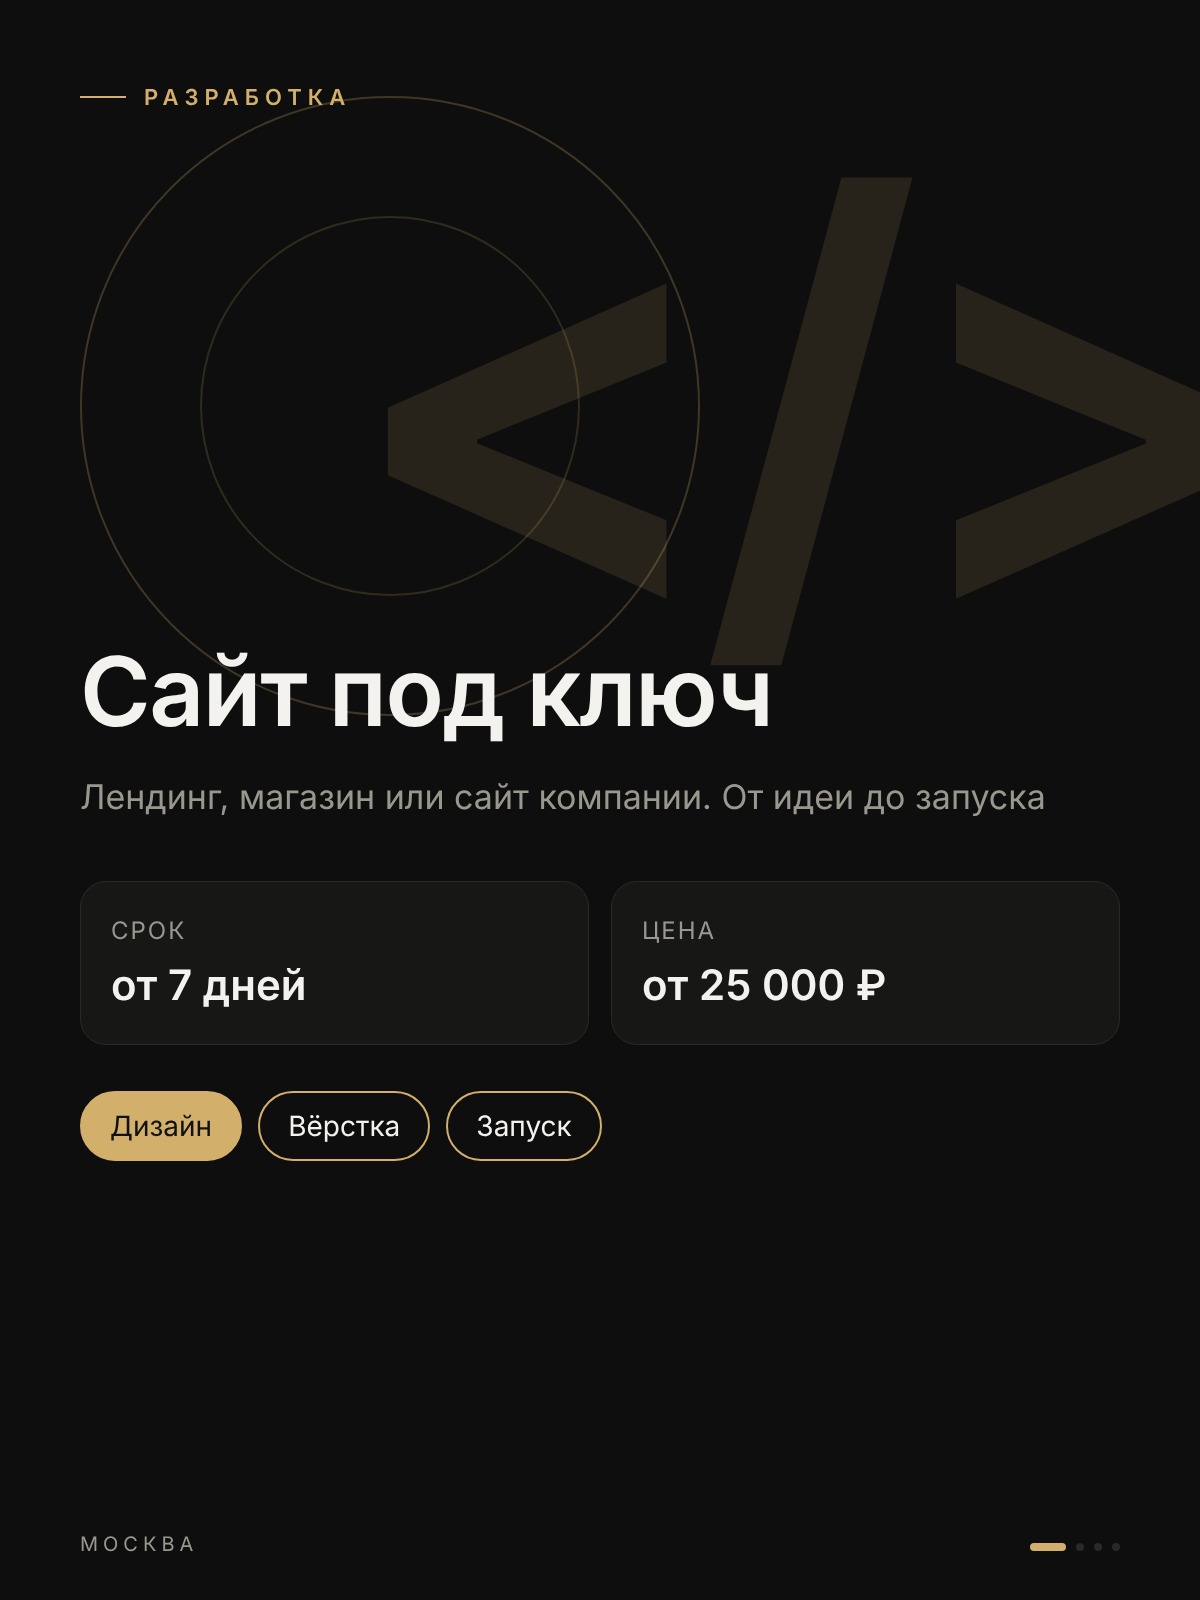 РАЗРАБОТКА
</>
Сайт под ключ
Лендинг, магазин или сайт компании. От идеи до запуска
СРОК
от 7 дней
ЦЕНА
от 25 000 ₽
Дизайн
Вёрстка
Запуск
МОСКВА